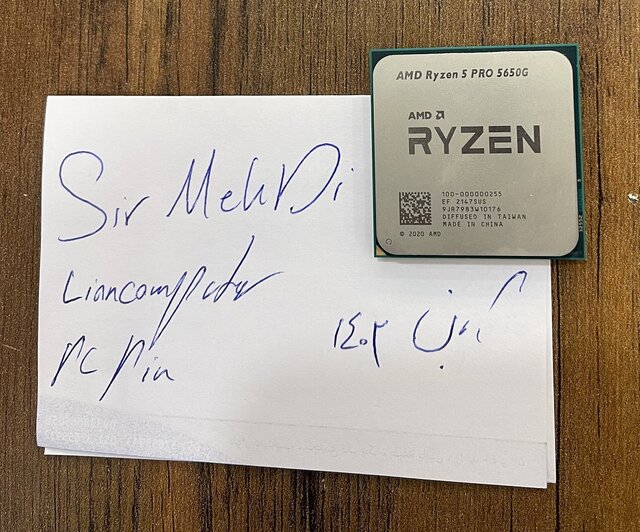 AMD Ryzen 5 PRO 5650G
AMD
RYZEN
100-000000255
EF 2147SUS
9JR7983W10176
DIFFUSED IN TAIWAN
MADE IN CHINA
© 2020 AMD
Sir MehDi
Liancomputer
PC Pin
آبان ۱۴۰۲